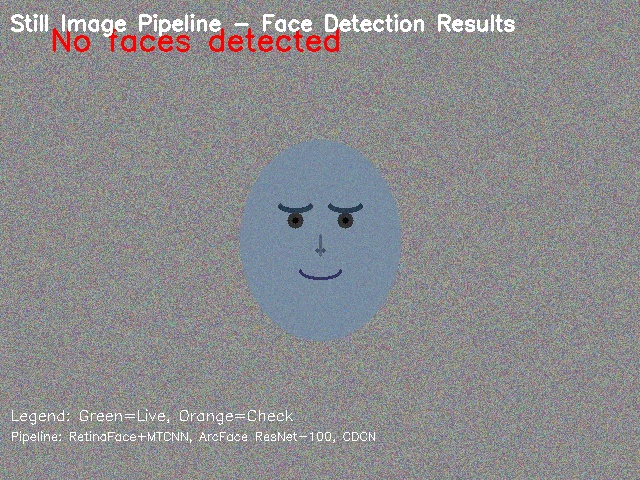 Still Image Pipeline - Face Detection Results
No faces detected
Legend: Green=Live, Orange=Check
Pipeline: RetinaFace+MTCNN, ArcFace ResNet-100, CDCN